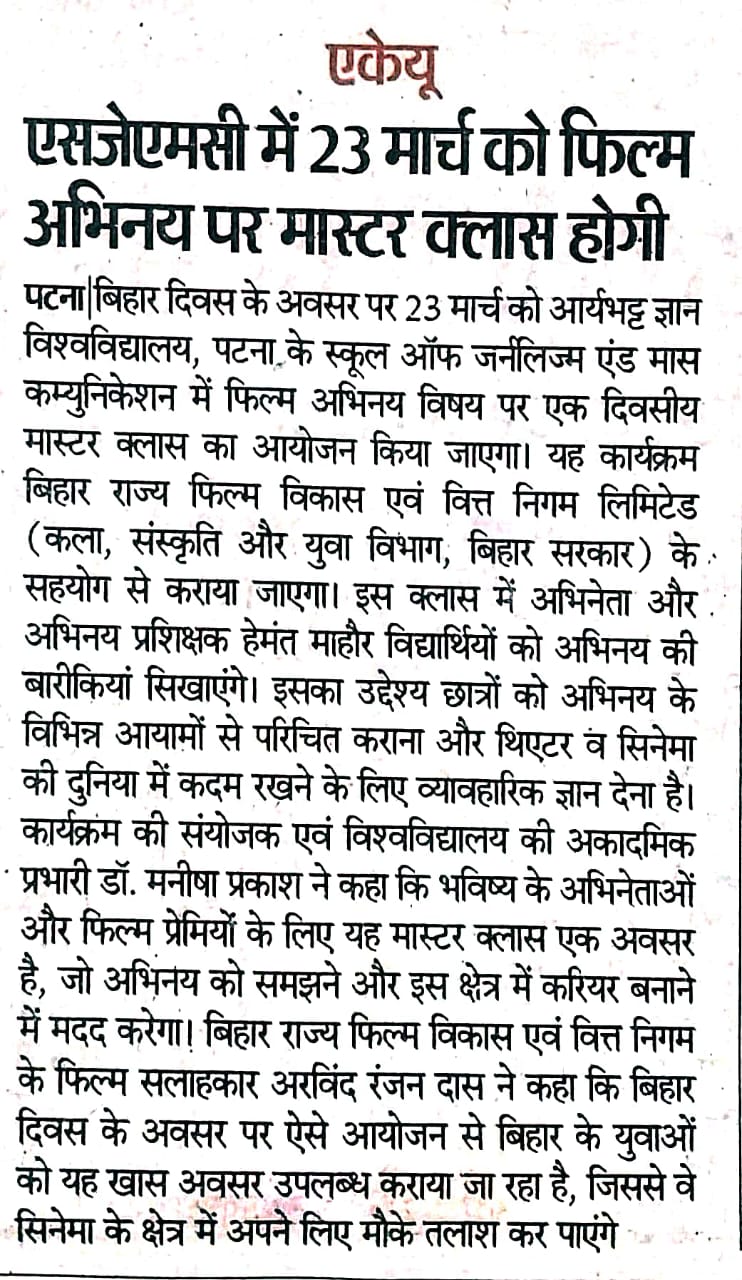 एकेयू
एसजेएमसी में 23 मार्च को फिल्म
अभिनय पर मास्टर क्लास होगी
पटना|बिहार दिवस के अवसर पर 23 मार्च को आर्यभट्ट ज्ञान
विश्वविद्यालय, पटना के स्कूल ऑफ जर्नलिज्म एंड मास
कम्युनिकेशन में फिल्म अभिनय विषय पर एक दिवसीय
मास्टर क्लास का आयोजन किया जाएगा। यह कार्यक्रम
बिहार राज्य फिल्म विकास एवं वित्त निगम लिमिटेड
(कला, संस्कृति और युवा विभाग, बिहार सरकार) के
सहयोग से कराया जाएगा। इस क्लास में अभिनेता और
अभिनय प्रशिक्षक हेमंत माहौर विद्यार्थियों को अभिनय की
बारीकियां सिखाएंगे। इसका उद्देश्य छात्रों को अभिनय के
विभिन्न आयामों से परिचित कराना और थिएटर व सिनेमा
की दुनिया में कदम रखने के लिए व्यावहारिक ज्ञान देना है।
कार्यक्रम की संयोजक एवं विश्वविद्यालय की अकादमिक
प्रभारी डॉ. मनीषा प्रकाश ने कहा कि भविष्य के अभिनेताओं
और फिल्म प्रेमियों के लिए यह मास्टर क्लास एक अवसर
है, जो अभिनय को समझने और इस क्षेत्र में करियर बनाने
में मदद करेगा। बिहार राज्य फिल्म विकास एवं वित्त निगम
के फिल्म सलाहकार अरविंद रंजन दास ने कहा कि बिहार
दिवस के अवसर पर ऐसे आयोजन से बिहार के युवाओं
को यह खास अवसर उपलब्ध कराया जा रहा है, जिससे वे
सिनेमा के क्षेत्र में अपने लिए मौके तलाश कर पाएंगे